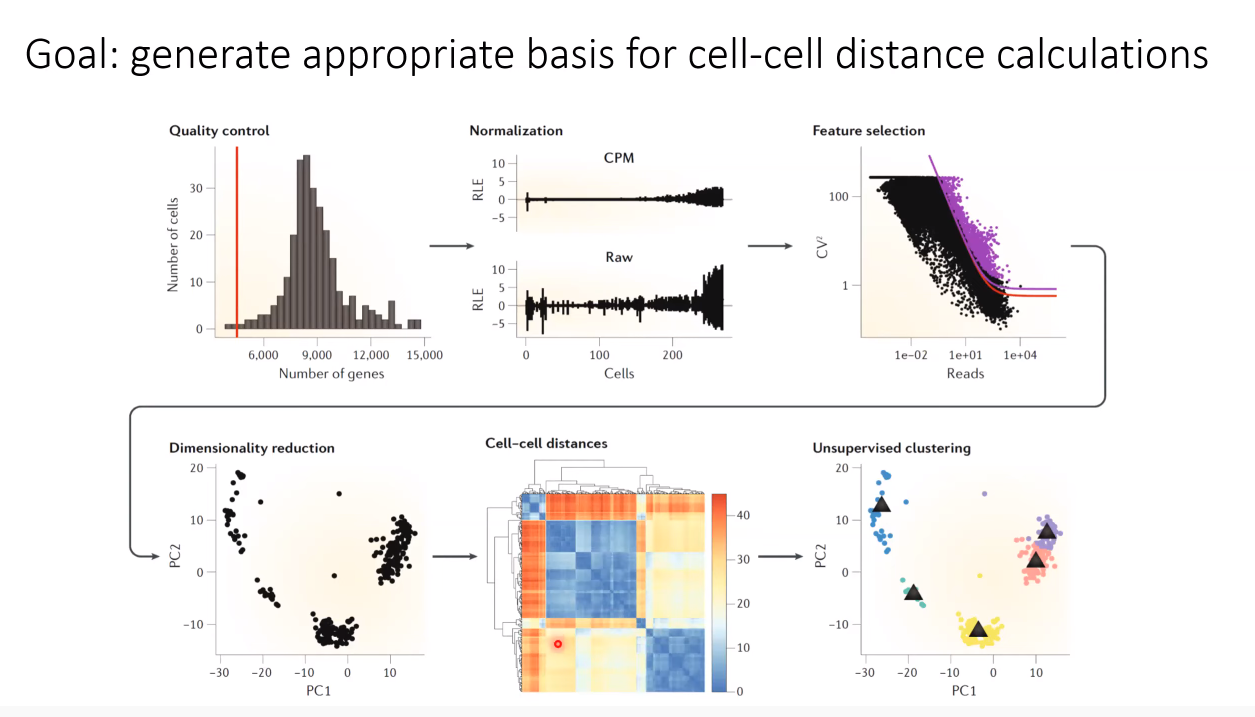 Goal: generate appropriate basis for cell-cell distance calculations
Quality control
Number of cells
30
20
10
0
6,000 9,000 12,000 15,000
Number of genes
Normalization
CPM
RLE
10
5
0
−5
Raw
RLE
10
5
0
−5
0 100 200
Cells
Feature selection
CV²
100
1
1e−02 1e+01 1e+04
Reads
Dimensionality reduction
PC2
20
10
0
−10
−30 −20 −10 0 10
PC1
Cell–cell distances
40
30
20
10
0
Unsupervised clustering
PC2
20
10
0
−10
−30 −20 −10 0 10
PC1